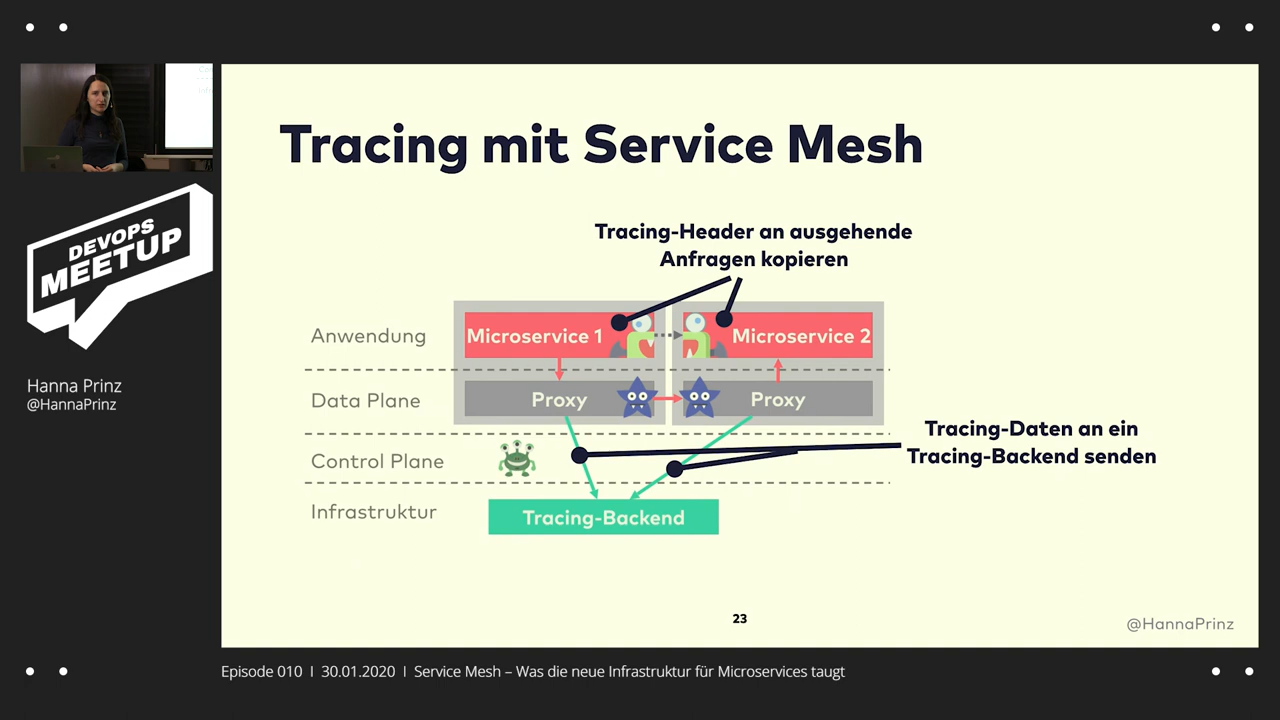 DEVOPS
MEETUP
Hanna Prinz
@HannaPrinz
Tracing mit Service Mesh
Tracing-Header an ausgehende
Anfragen kopieren
Anwendung
Microservice 1
Microservice 2
Data Plane
Proxy
Proxy
Tracing-Daten an ein
Tracing-Backend senden
Control Plane
Infrastruktur
Tracing-Backend
23
@HannaPrinz
Episode 010 I 30.01.2020 I Service Mesh – Was die neue Infrastruktur für Microservices taugt